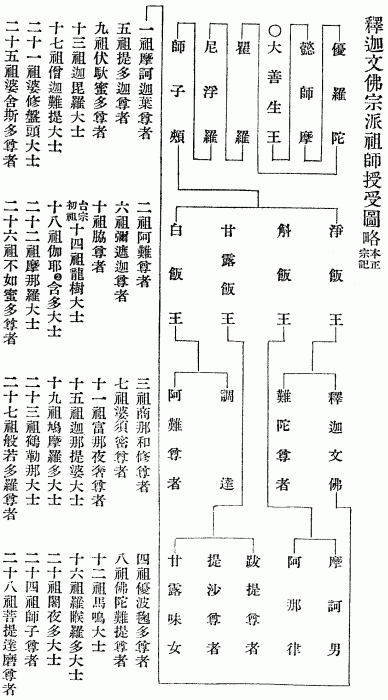 釋迦文佛宗派祖師授受圖略
本正
宗記
優羅陀
懿師摩
○大善生王
瞿羅
尼浮羅
師子頰
淨飯王
斛飯王
甘露飯王
白飯王
釋迦文佛
難陀尊者
調達
阿難尊者
摩訶男
阿那律
跋提尊者
提沙尊者
甘露味女
一祖摩訶迦葉尊者
二祖阿難尊者
三祖商那和修尊者
四祖優波毱多尊者
五祖提多迦尊者
六祖彌遮迦尊者
七祖婆須密尊者
八祖佛陀難提尊者
九祖伏馱蜜多尊者
十祖脇尊者
十一祖富那夜奢尊者
十二祖馬鳴大士
十三祖迦毘羅大士
台宗
初祖
十四祖龍樹大士
十五祖迦那提婆大士
十六祖羅睺羅多大士
十七祖僧迦難提大士
十八祖伽耶❷含多大士
十九祖鳩摩羅多大士
二十祖闍夜多大士
二十一祖婆修盤頭大士
二十二祖摩那羅大士
二十三祖鶴勒那大士
二十四祖師子尊者
二十五祖婆舍斯多尊者
二十六祖不如蜜多尊者
二十七祖般若多羅尊者
二十八祖菩提達磨尊者